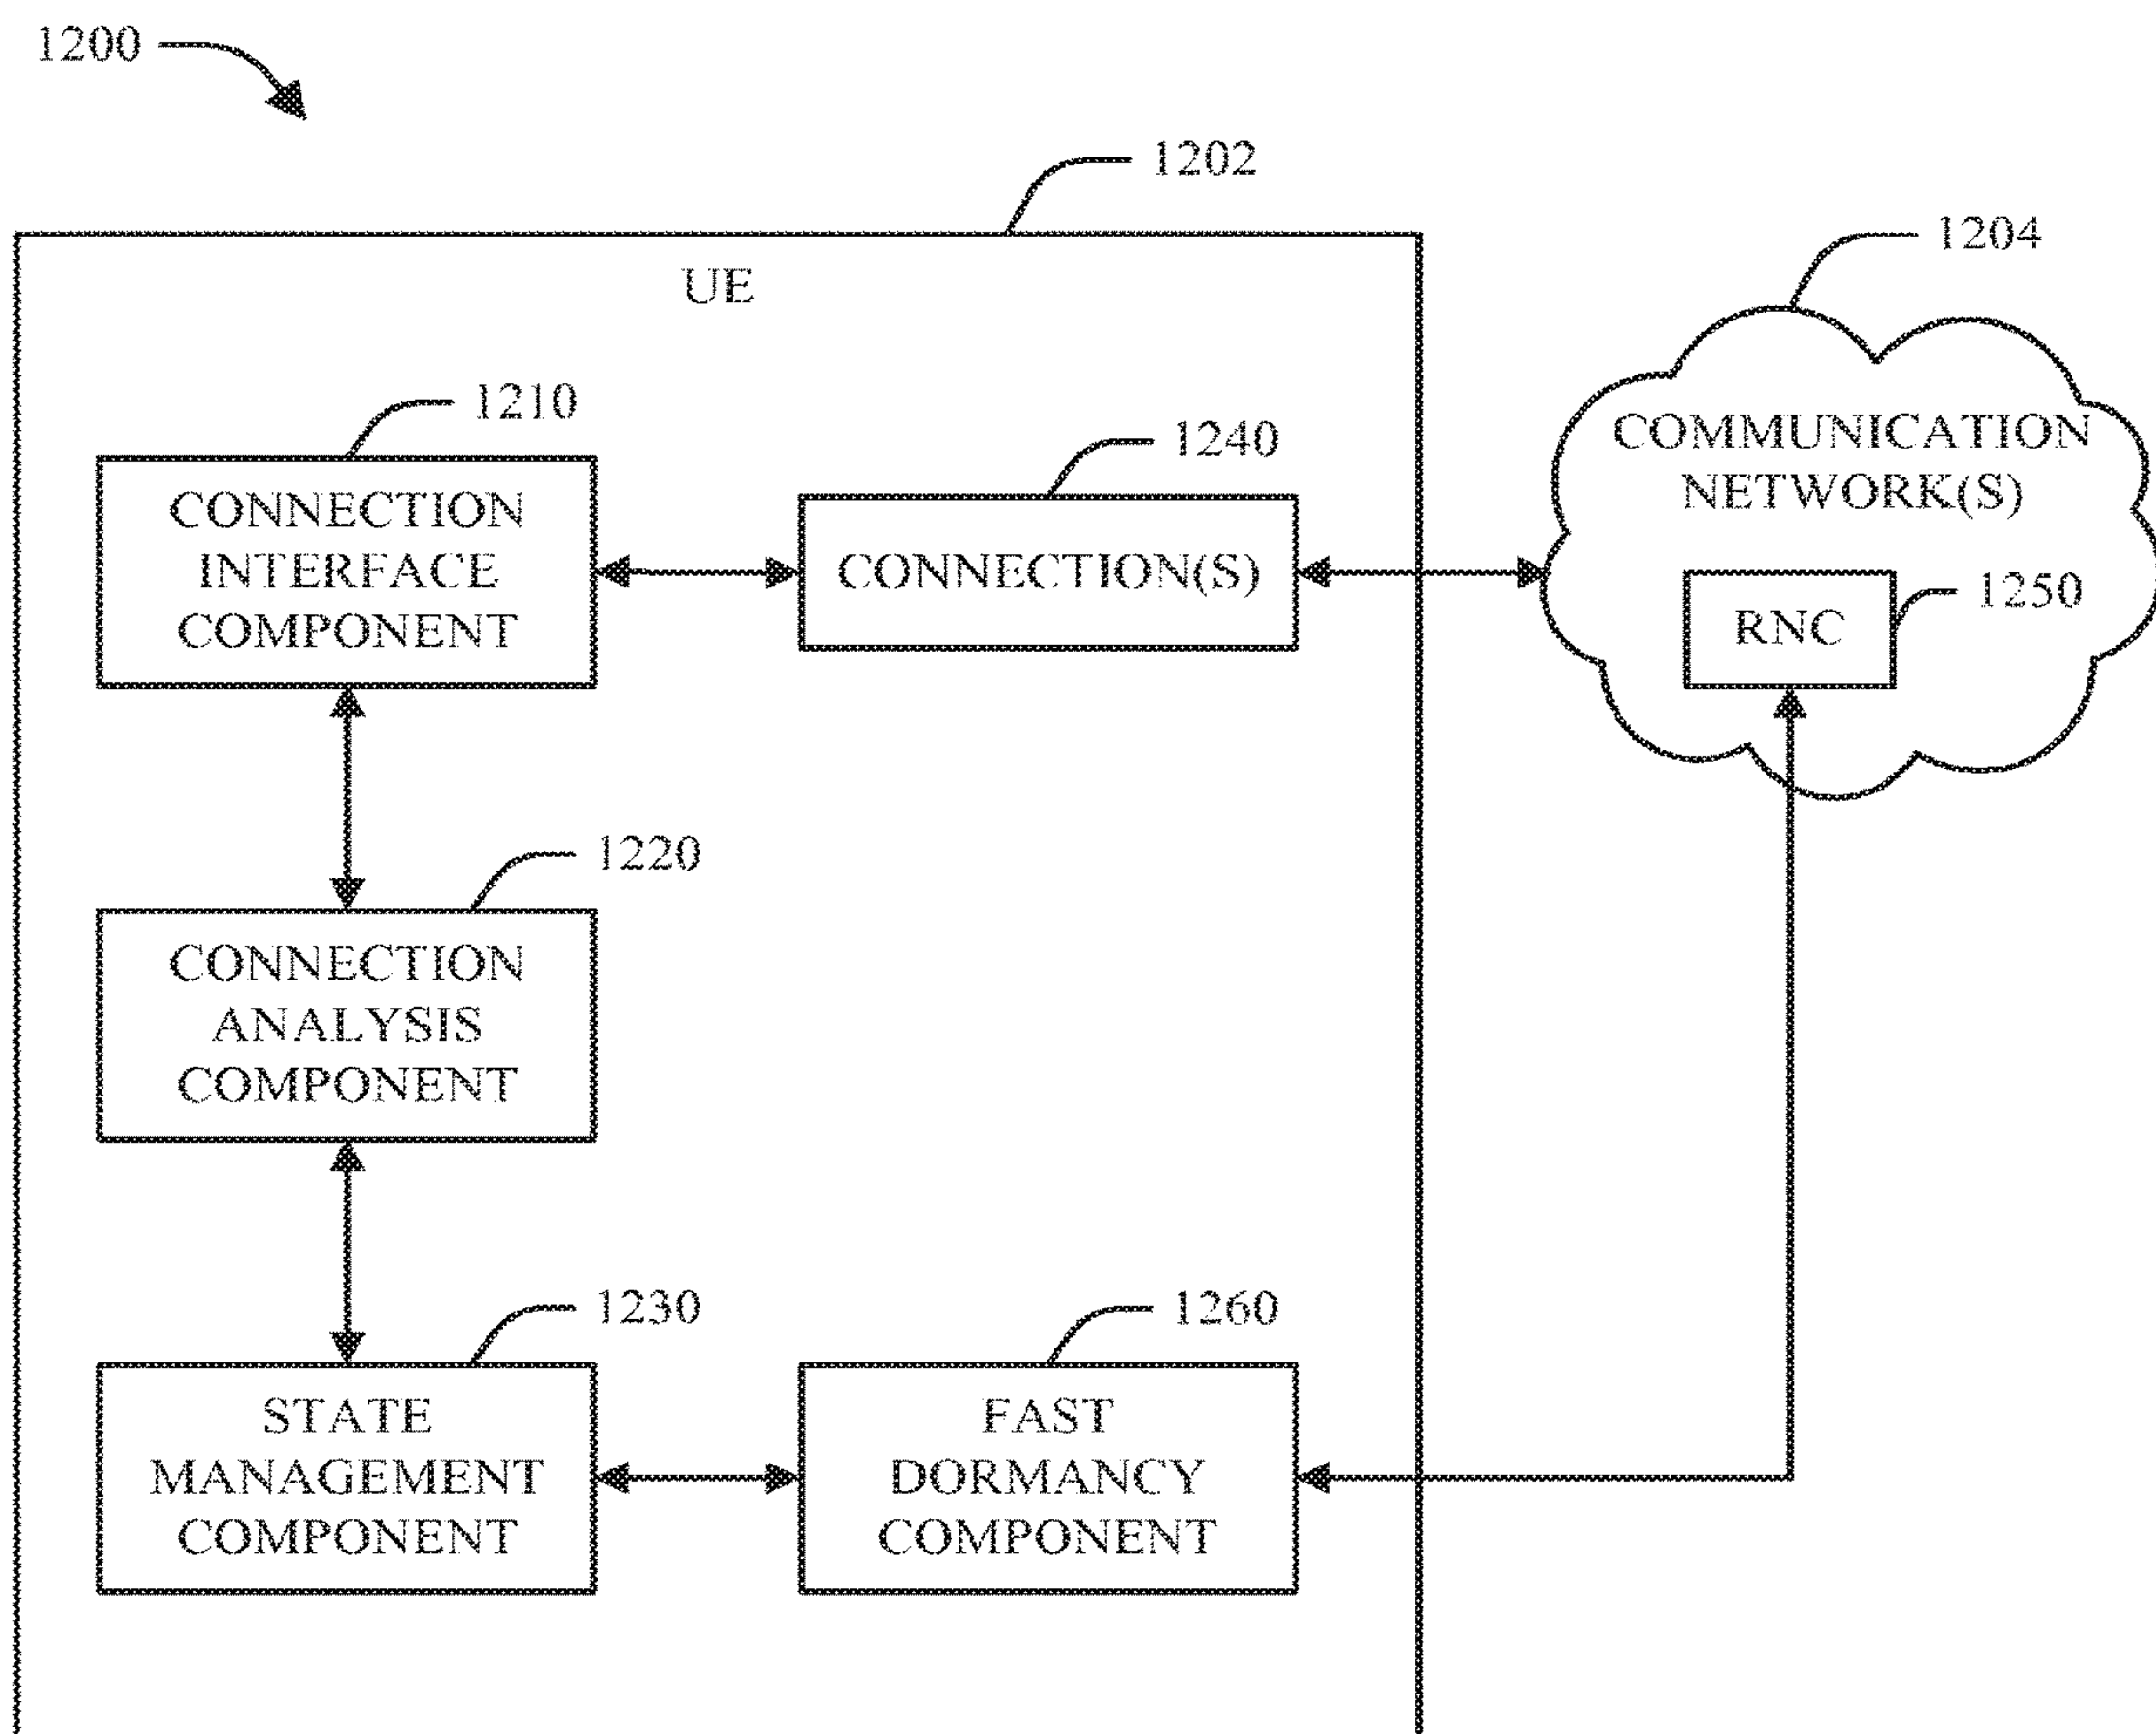 1200
1202
1204
UE
1210
1240
COMMUNICATION
NETWORK(S)
CONNECTION
INTERFACE
COMPONENT
CONNECTION(S)
RNC
1250
1220
CONNECTION
ANALYSIS
COMPONENT
1230
1260
STATE
MANAGEMENT
COMPONENT
FAST
DORMANCY
COMPONENT